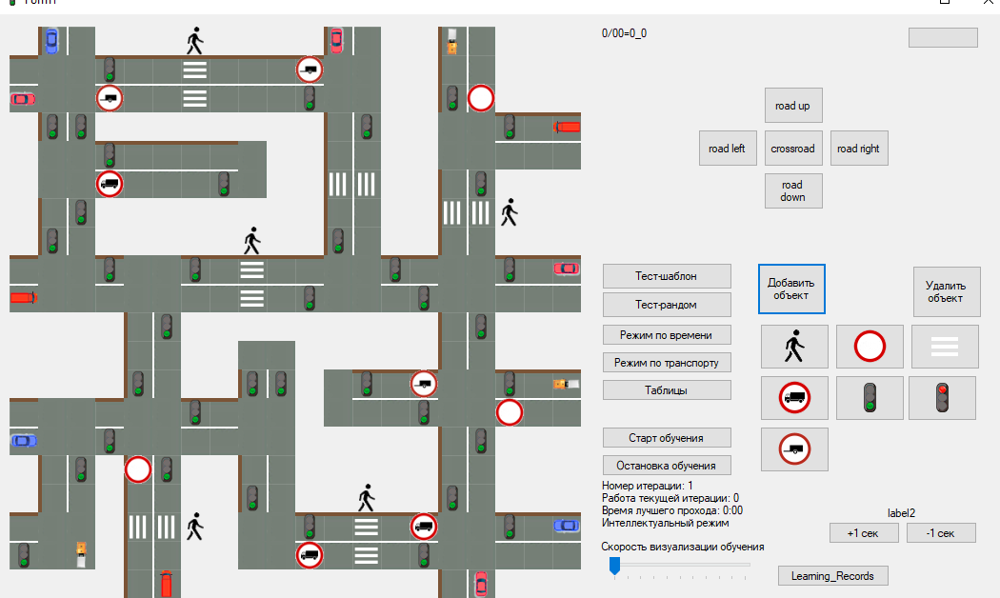 Form1
0/00=0_0
road up
road left
crossroad
road right
road
down
Тест-шаблон
Тест-рандом
Режим по времени
Режим по транспорту
Таблицы
Добавить
объект
Удалить
объект
Старт обучения
Остановка обучения
Номер итерации: 1
Работа текущей итерации: 0
Время лучшего прохода: 0:00
Интеллектуальный режим
Скорость визуализации обучения
label2
+1 сек
-1 сек
Learning_Records